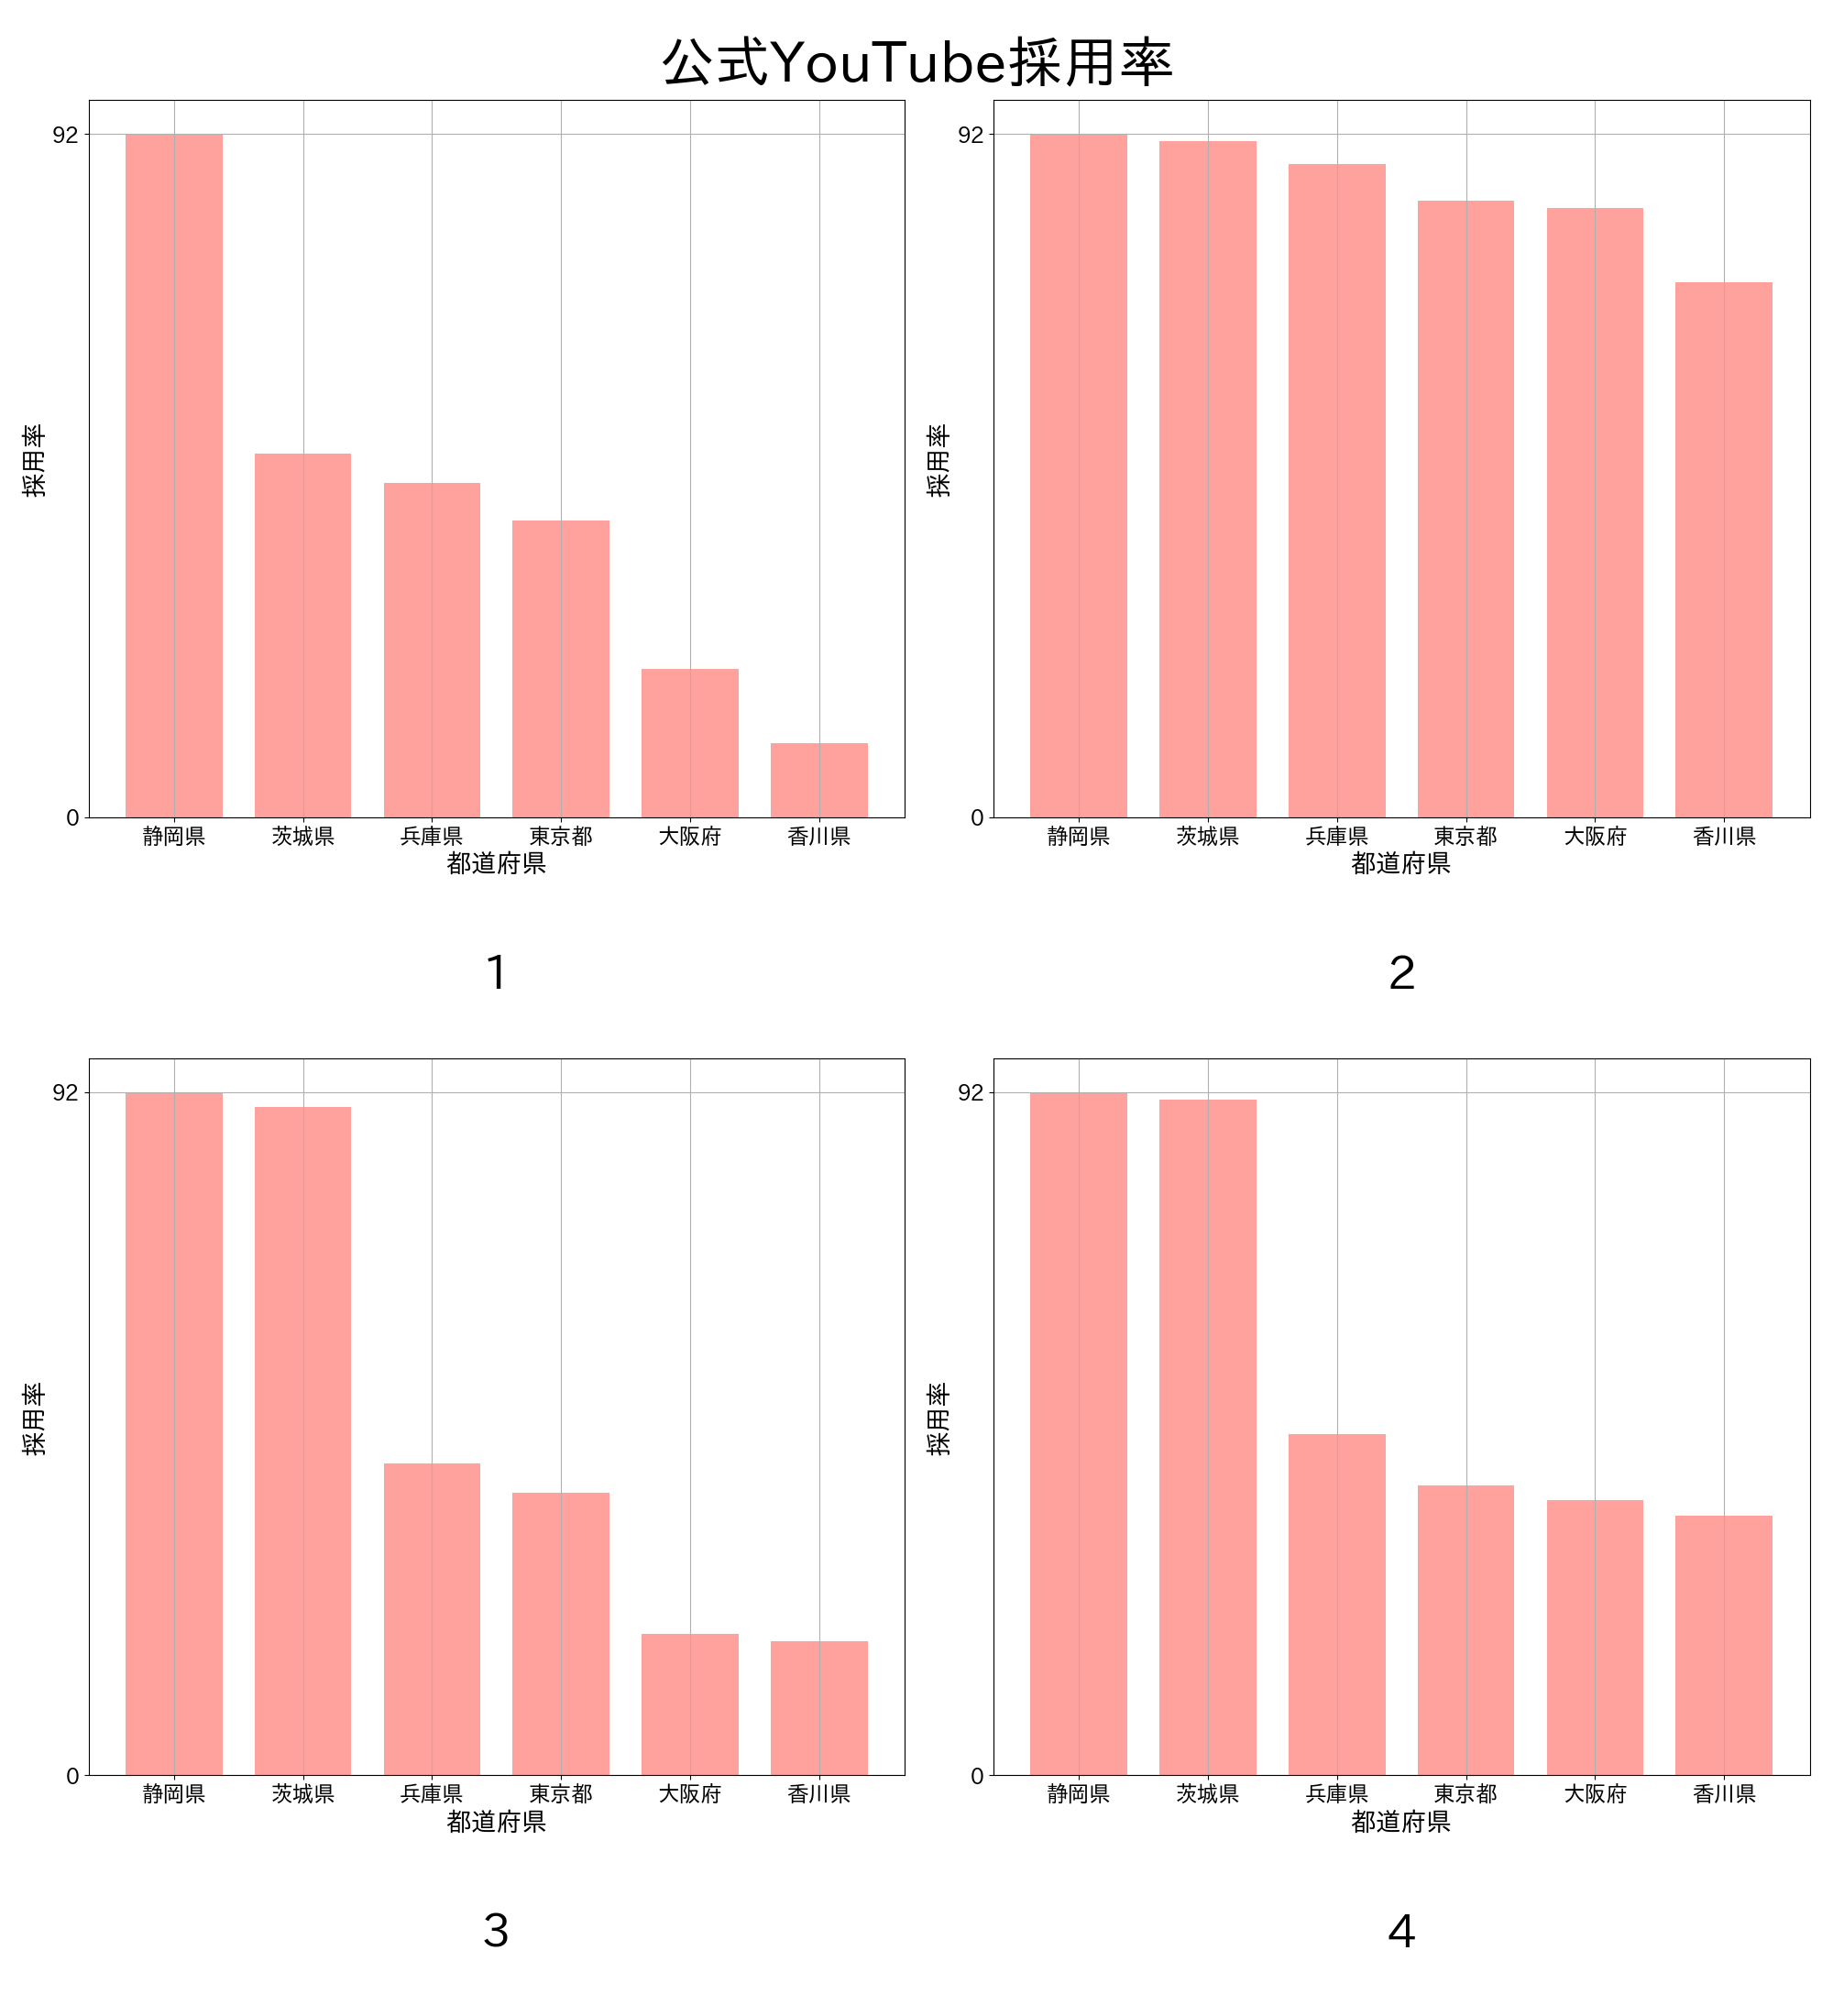 公式YouTube採用率
92
採用率
0
静岡県 茨城県 兵庫県 東京都 大阪府 香川県
都道府県
1
92
採用率
0
静岡県 茨城県 兵庫県 東京都 大阪府 香川県
都道府県
2
92
採用率
0
静岡県 茨城県 兵庫県 東京都 大阪府 香川県
都道府県
3
92
採用率
0
静岡県 茨城県 兵庫県 東京都 大阪府 香川県
都道府県
4